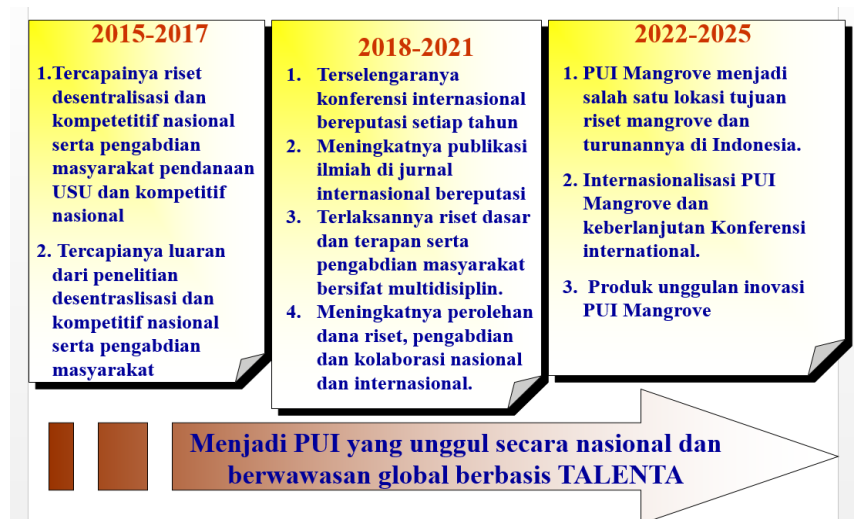 2015-2017
1.Tercapainya riset
desentralisasi dan
kompetetitif nasional
serta pengabdian
masyarakat pendanaan
USU dan kompetitif
nasional
2. Tercapianya luaran
dari penelitian
desentraslisasi dan
kompetitif nasional
serta pengabdian
masyarakat
2018-2021
1. Terselengaranya
konferensi internasional
bereputasi setiap tahun
2. Meningkatnya publikasi
ilmiah di jurnal
internasional bereputasi
3. Terlaksannya riset dasar
dan terapan serta
pengabdian masyarakat
bersifat multidisiplin.
4. Meningkatnya perolehan
dana riset, pengabdian
dan kolaborasi nasional
dan internasional.
2022-2025
1. PUI Mangrove menjadi
salah satu lokasi tujuan
riset mangrove dan
turunannya di Indonesia.
2. Internasionalisasi PUI
Mangrove dan
keberlanjutan Konferensi
international.
3. Produk unggulan inovasi
PUI Mangrove
Menjadi PUI yang unggul secara nasional dan
berwawasan global berbasis TALENTA